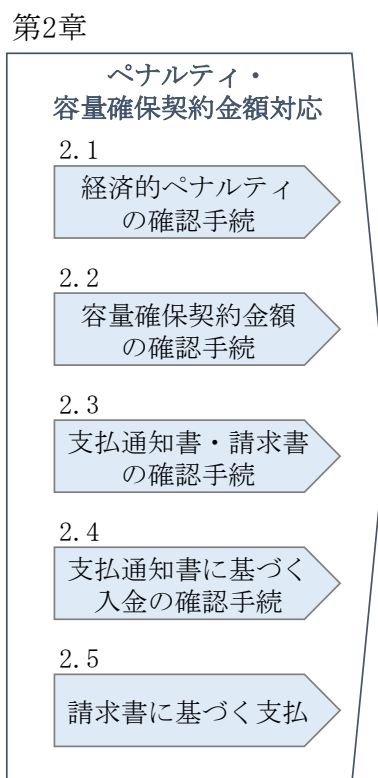 第2章
ペナルティ・
容量確保契約金額対応
2.1
経済的ペナルティ
の確認手続
2.2
容量確保契約金額
の確認手続
2.3
支払通知書・請求書
の確認手続
2.4
支払通知書に基づく
入金の確認手続
2.5
請求書に基づく支払